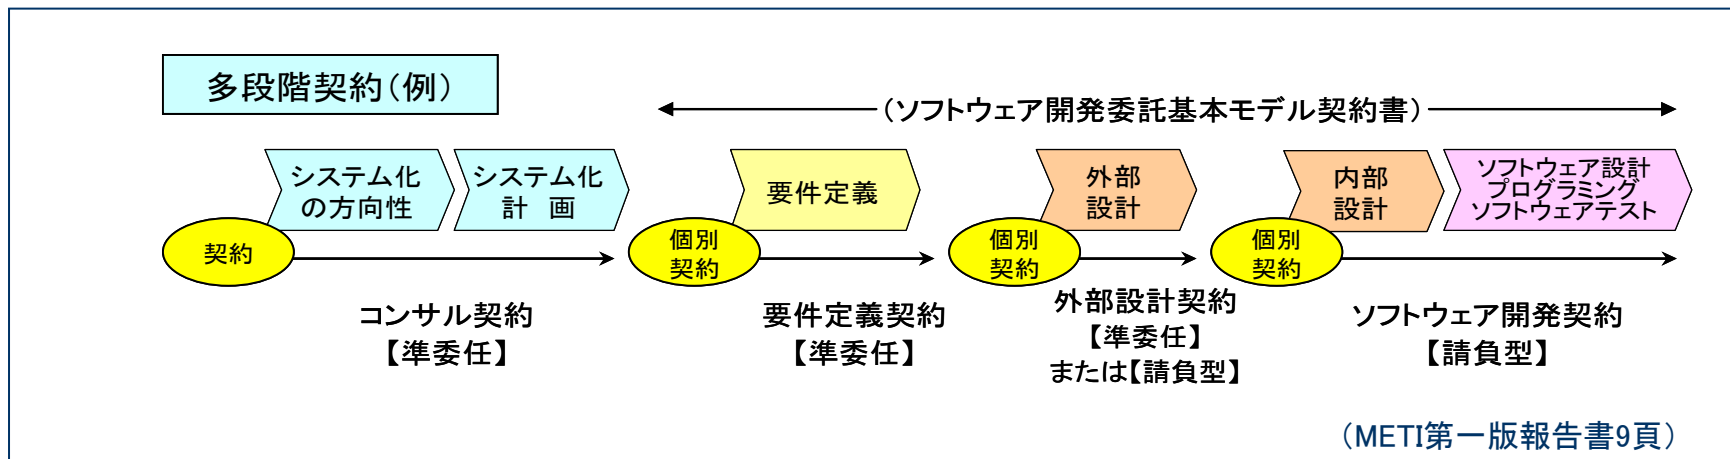 多段階契約（例）
（ソフトウェア開発委託基本モデル契約書）
システム化
の方向性
システム化
計　画
要件定義
外部
設計
内部
設計
ソフトウェア設計
プログラミング
ソフトウェアテスト
契約
個別
契約
個別
契約
個別
契約
コンサル契約
【準委任】
要件定義契約
【準委任】
外部設計契約
【準委任】
または【請負型】
ソフトウェア開発契約
【請負型】
（METI第一版報告書9頁）